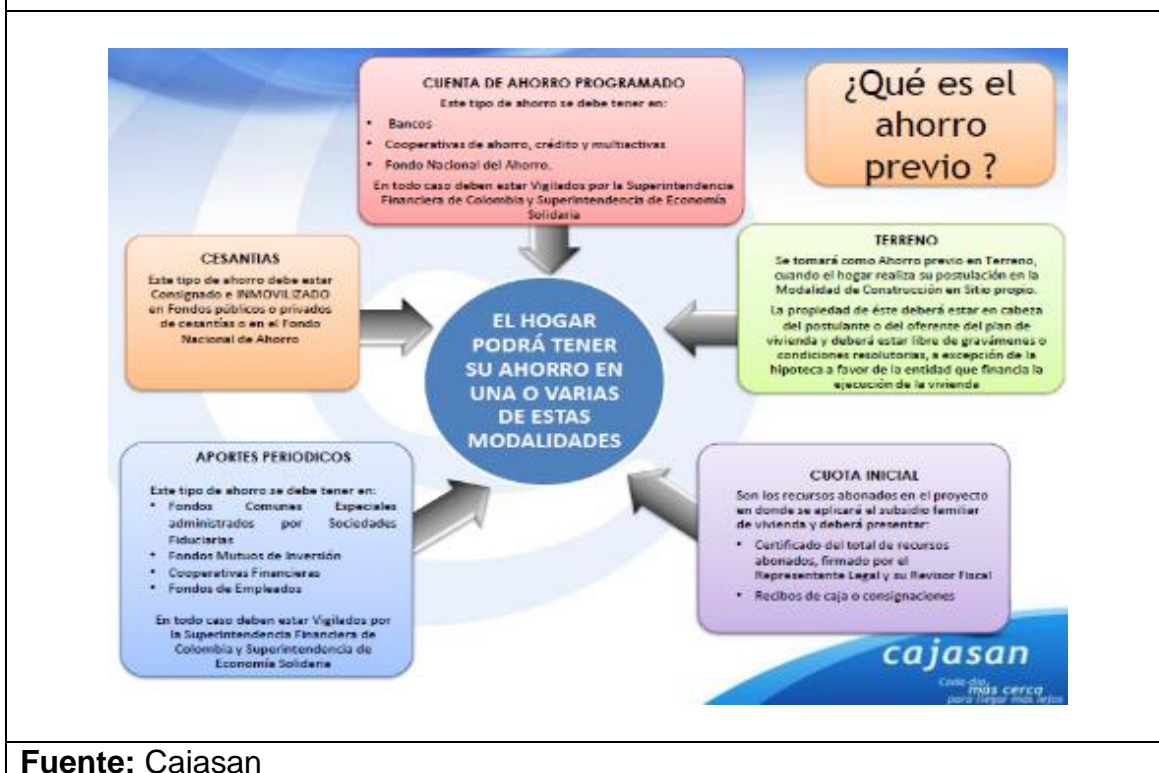 ¿Qué es el
ahorro
previo ?
CUENTA DE AHORRO PROGRAMADO
Este tipo de ahorro se debe tener en:
• Bancos
• Cooperativas de ahorro, crédito y multiactivas
• Fondo Nacional del Ahorro.
En todo caso deben estar Vigilados por la Superintendencia
Financiera de Colombia y Superintendencia de Economía
Solidaria
CESANTIAS
Este tipo de ahorro debe estar
Consignado e INMOVILIZADO
en Fondos públicos o privados
de cesantías o en el Fondo
Nacional de Ahorro
TERRENO
Se tomará como Ahorro previo en Terreno,
cuando el hogar realiza su postulación en la
Modalidad de Construcción en Sitio propio.
La propiedad de éste deberá estar en cabeza
del postulante o del oferente del plan de
vivienda y deberá estar libre de gravámenes o
condiciones resolutorias, a excepción de la
hipoteca a favor de la entidad que financia la
ejecución de la vivienda
EL HOGAR
PODRÁ TENER
SU AHORRO EN
UNA O VARIAS
DE ESTAS
MODALIDADES
APORTES PERIODICOS
Este tipo de ahorro se debe tener en:
• Fondos Comunes Especiales
administrados por Sociedades
Fiduciarias
• Fondos Mutuos de Inversión
• Cooperativas Financieras
• Fondos de Empleados
En todo caso deben estar Vigilados por
la Superintendencia Financiera de
Colombia y Superintendencia de
Economía Solidaria
CUOTA INICIAL
Son los recursos abonados en el proyecto
en donde se aplicará el subsidio familiar
de vivienda y deberá presentar:
• Certificado del total de recursos
abonados, firmado por el
Representante Legal y su Revisor Fiscal
• Recibos de caja o consignaciones
cajasan
Cada día
más cerca
para llegar más lejos
Fuente: Cajasan